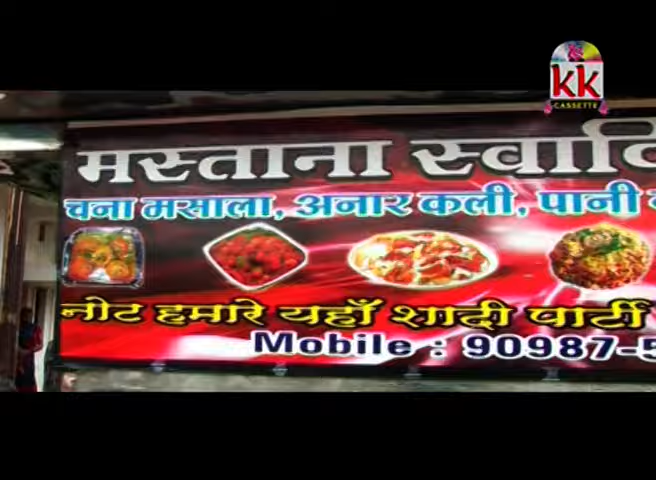 KK
CASSETTE
मस्ताना
चना मसाला, अनार कली, पानी
नोट हमारे यहाँ शादी पार्टी
Mobile : 90987-5